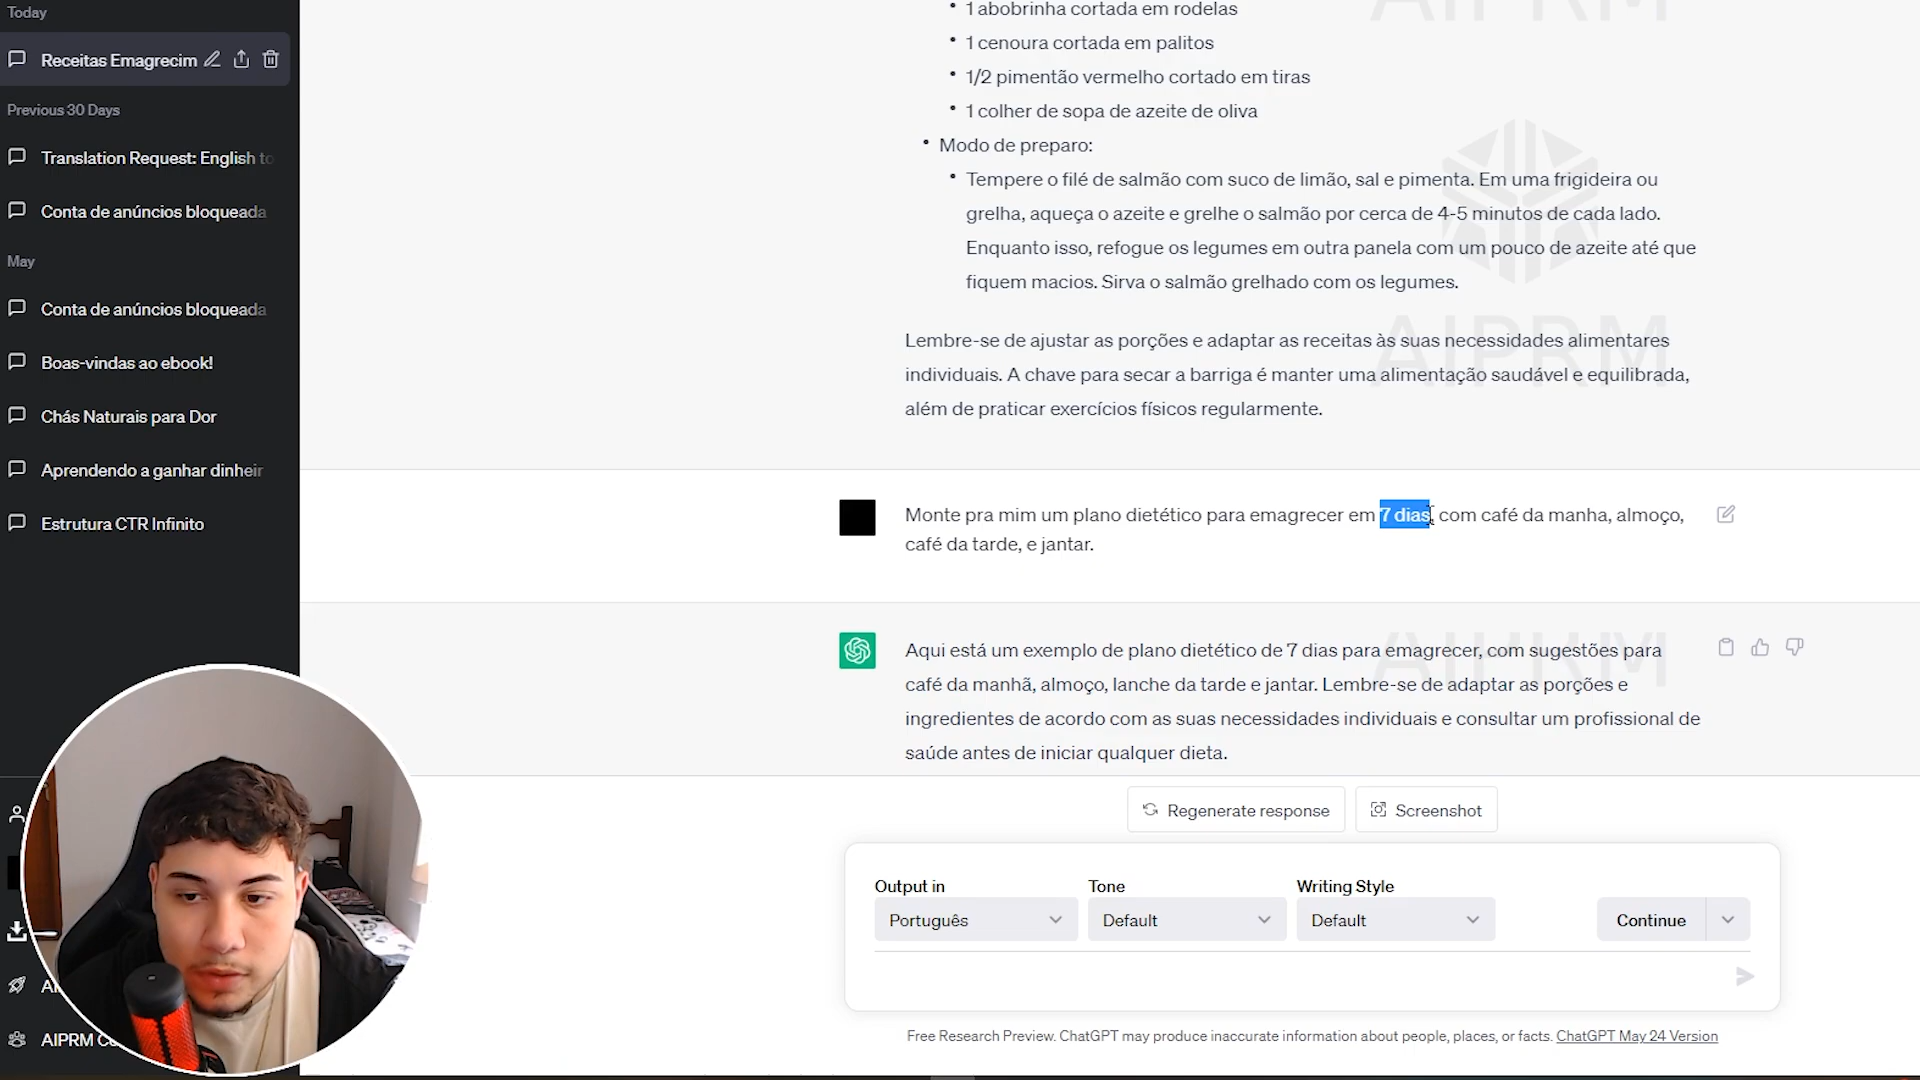 Today
Receitas Emagrecim
Previous 30 Days
Translation Request: English to
Conta de anúncios bloqueada
May
Conta de anúncios bloqueada
Boas-vindas ao ebook!
Chás Naturais para Dor
Aprendendo a ganhar dinheir
Estrutura CTR Infinito
AIPRM
1 abobrinha cortada em rodelas
1 cenoura cortada em palitos
1/2 pimentão vermelho cortado em tiras
1 colher de sopa de azeite de oliva
Modo de preparo:
Tempere o filé de salmão com suco de limão, sal e pimenta. Em uma frigideira ou
grelha, aqueça o azeite e grelhe o salmão por cerca de 4-5 minutos de cada lado.
Enquanto isso, refogue os legumes em outra panela com um pouco de azeite até que
fiquem macios. Sirva o salmão grelhado com os legumes.
AIPRM
Lembre-se de ajustar as porções e adaptar as receitas às suas necessidades alimentares
individuais. A chave para secar a barriga é manter uma alimentação saudável e equilibrada,
além de praticar exercícios físicos regularmente.
Monte pra mim um plano dietético para emagrecer em 7 dias, com café da manha, almoço,
café da tarde, e jantar.
AIPRM
Aqui está um exemplo de plano dietético de 7 dias para emagrecer, com sugestões para
café da manhã, almoço, lanche da tarde e jantar. Lembre-se de adaptar as porções e
ingredientes de acordo com as suas necessidades individuais e consultar um profissional de
saúde antes de iniciar qualquer dieta.
Regenerate response
Screenshot
Output in
Tone
Writing Style
Português
Default
Default
Continue
Free Research Preview. ChatGPT may produce inaccurate information about people, places, or facts. ChatGPT May 24 Version
AIPRM